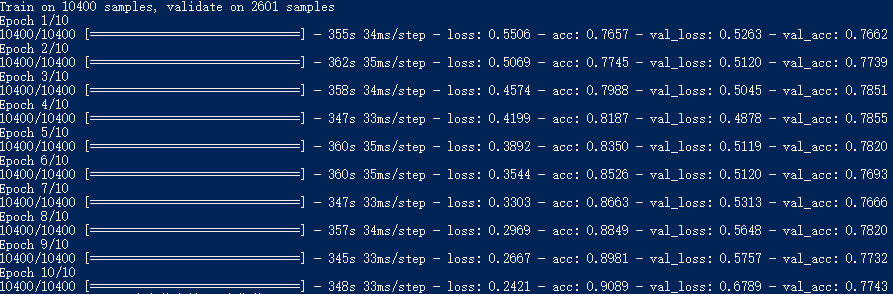 Train on 10400 samples, validate on 2601 samples
Epoch 1/10
10400/10400 [==============================] - 355s 34ms/step - loss: 0.5506 - acc: 0.7657 - val_loss: 0.5263 - val_acc: 0.7662
Epoch 2/10
10400/10400 [==============================] - 362s 35ms/step - loss: 0.5069 - acc: 0.7745 - val_loss: 0.5120 - val_acc: 0.7739
Epoch 3/10
10400/10400 [==============================] - 358s 34ms/step - loss: 0.4574 - acc: 0.7988 - val_loss: 0.5045 - val_acc: 0.7851
Epoch 4/10
10400/10400 [==============================] - 347s 33ms/step - loss: 0.4199 - acc: 0.8187 - val_loss: 0.4878 - val_acc: 0.7855
Epoch 5/10
10400/10400 [==============================] - 360s 35ms/step - loss: 0.3892 - acc: 0.8350 - val_loss: 0.5119 - val_acc: 0.7820
Epoch 6/10
10400/10400 [==============================] - 360s 35ms/step - loss: 0.3544 - acc: 0.8526 - val_loss: 0.5120 - val_acc: 0.7693
Epoch 7/10
10400/10400 [==============================] - 347s 33ms/step - loss: 0.3303 - acc: 0.8663 - val_loss: 0.5313 - val_acc: 0.7666
Epoch 8/10
10400/10400 [==============================] - 357s 34ms/step - loss: 0.2969 - acc: 0.8849 - val_loss: 0.5648 - val_acc: 0.7820
Epoch 9/10
10400/10400 [==============================] - 345s 33ms/step - loss: 0.2667 - acc: 0.8981 - val_loss: 0.5757 - val_acc: 0.7732
Epoch 10/10
10400/10400 [==============================] - 348s 33ms/step - loss: 0.2421 - acc: 0.9089 - val_loss: 0.6789 - val_acc: 0.7743